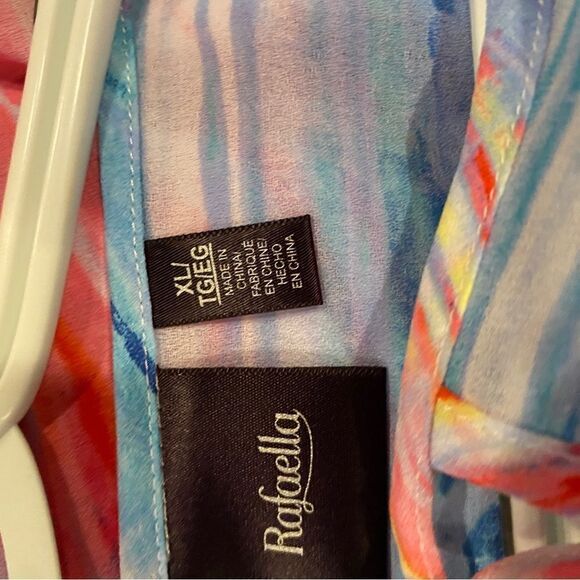 XL/
TG/EG
MADE IN
CHINA/
FABRIQUÉ
EN CHINE/
HECHO
EN CHINA
Rafaella